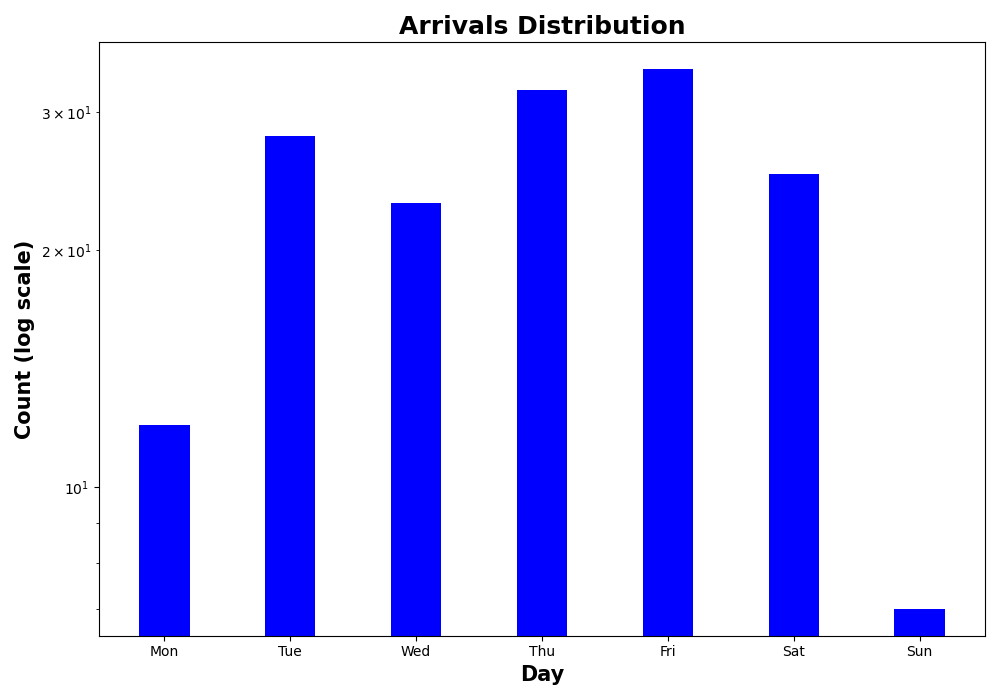 Arrivals Distribution
3 × 10¹
2 × 10¹
10¹
Count (log scale)
Mon Tue Wed Thu Fri Sat Sun
Day